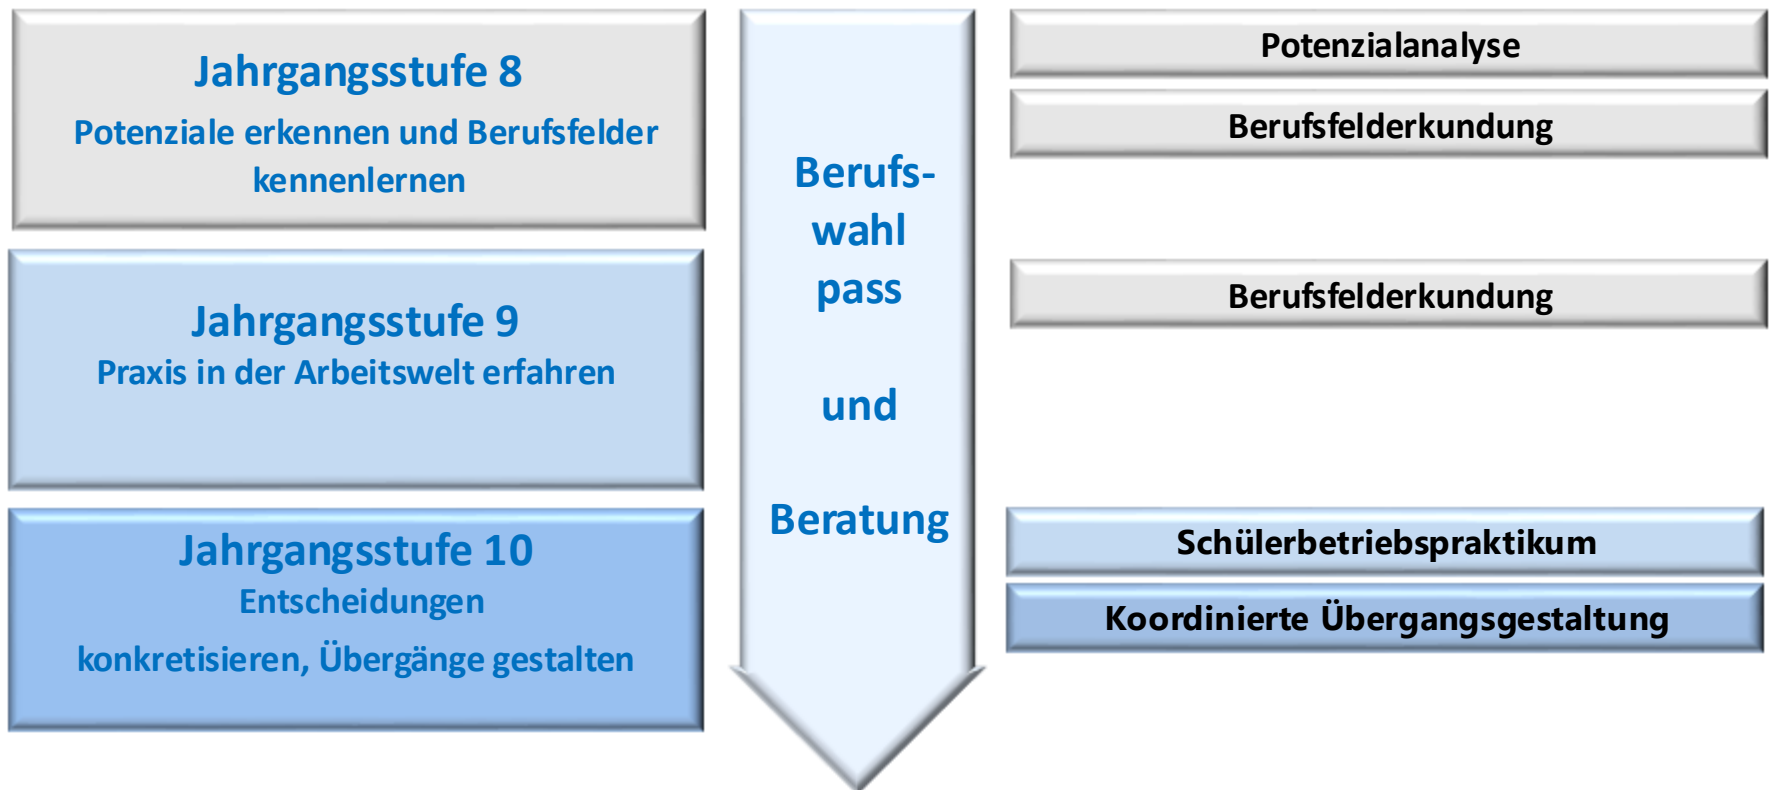 Jahrgangsstufe 8
Potenziale erkennen und Berufsfelder
kennenlernen
Jahrgangsstufe 9
Praxis in der Arbeitswelt erfahren
Jahrgangsstufe 10
Entscheidungen
konkretisieren, Übergänge gestalten
Berufs-
wahl
pass
und
Beratung
Potenzialanalyse
Berufsfelderkundung
Berufsfelderkundung
Schülerbetriebspraktikum
Koordinierte Übergangsgestaltung